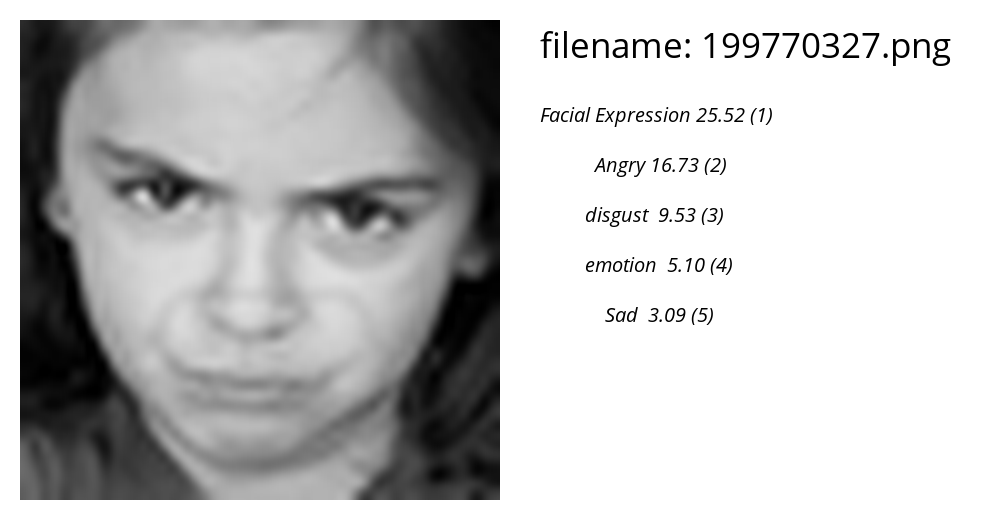 filename: 199770327.png
Facial Expression 25.52 (1)
Angry 16.73 (2)
disgust 9.53 (3)
emotion 5.10 (4)
Sad 3.09 (5)